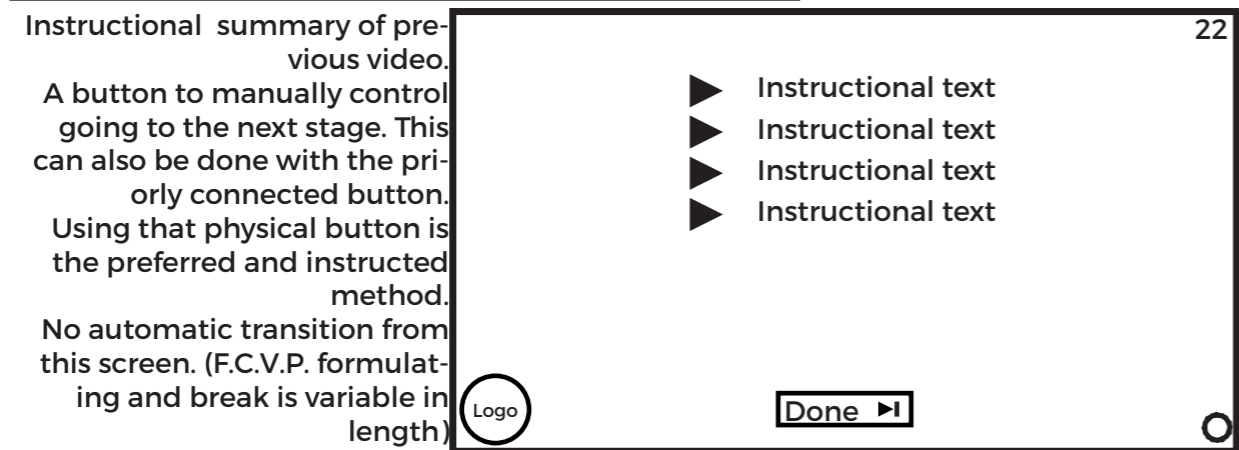 Instructional  summary of pre-
vious video.
A button to manually control
going to the next stage. This
can also be done with the pri-
orly connected button.
Using that physical button is
the preferred and instructed
method.
No automatic transition from
this screen. (F.C.V.P. formulat-
ing and break is variable in
length)
22
Instructional text
Instructional text
Instructional text
Instructional text
Logo
Done